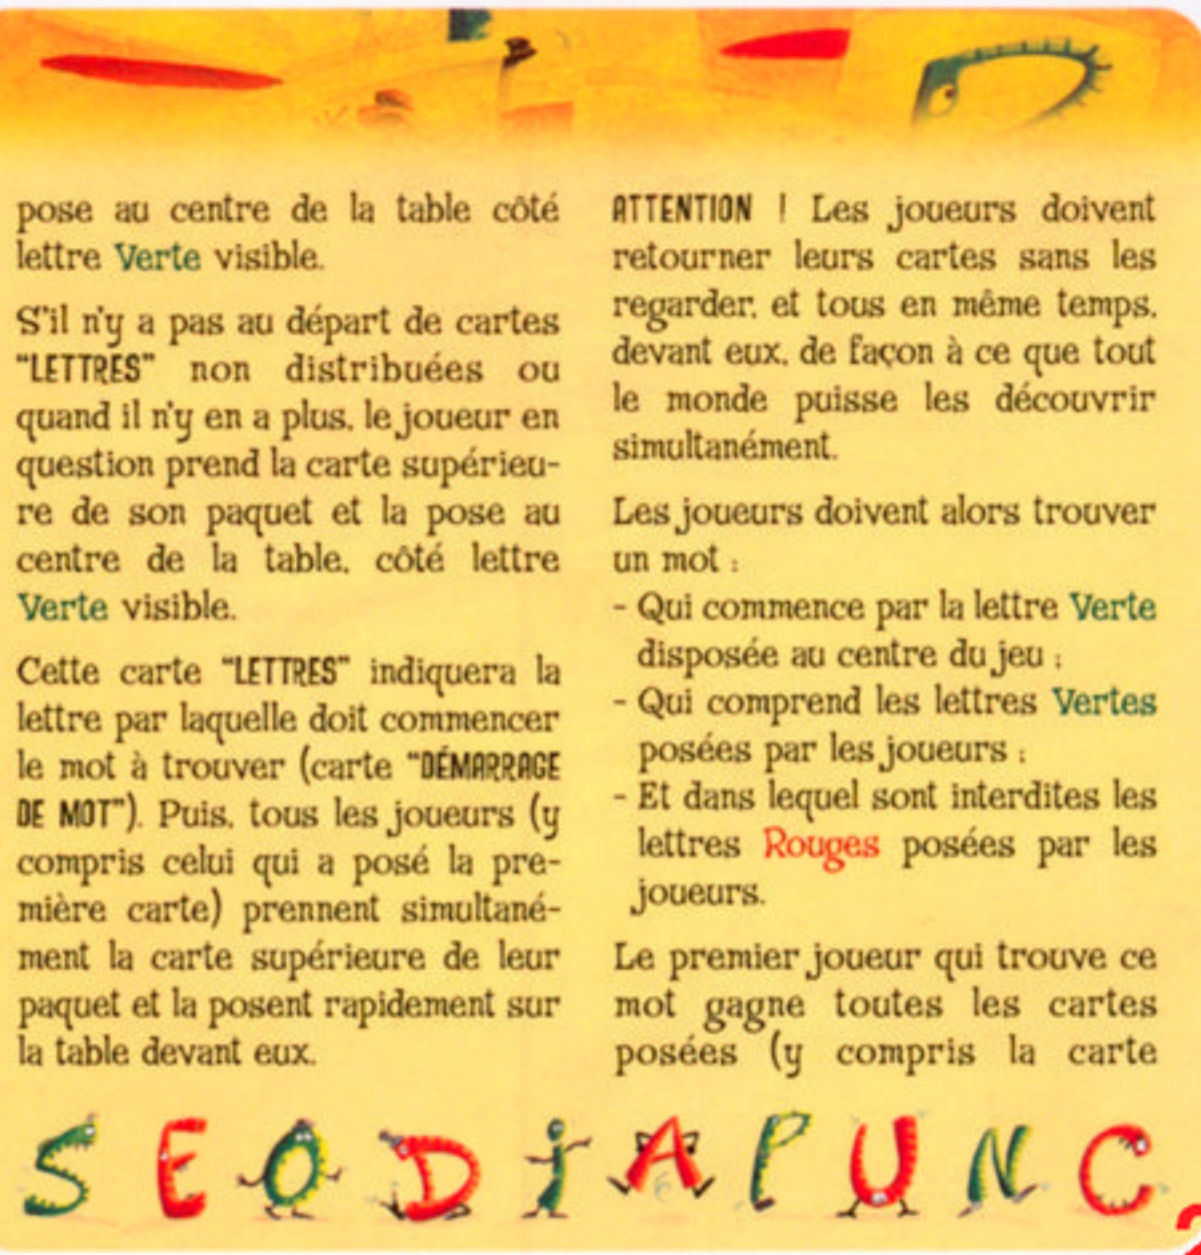 pose au centre de la table côté
lettre Verte visible.
S'il n'y a pas au départ de cartes
"LETTRES" non distribuées ou
quand il n'y en a plus, le joueur en
question prend la carte supérieu-
re de son paquet et la pose au
centre de la table, côté lettre
Verte visible.
Cette carte "LETTRES" indiquera la
lettre par laquelle doit commencer
le mot à trouver (carte "DÉMARRAGE
DE MOT"). Puis, tous les joueurs (y
compris celui qui a posé la pre-
mière carte) prennent simultané-
ment la carte supérieure de leur
paquet et la posent rapidement sur
la table devant eux.
ATTENTION ! Les joueurs doivent
retourner leurs cartes sans les
regarder, et tous en même temps,
devant eux, de façon à ce que tout
le monde puisse les découvrir
simultanément.
Les joueurs doivent alors trouver
un mot :
- Qui commence par la lettre Verte
disposée au centre du jeu ;
- Qui comprend les lettres Vertes
posées par les joueurs ;
- Et dans lequel sont interdites les
lettres Rouges posées par les
joueurs.
Le premier joueur qui trouve ce
mot gagne toutes les cartes
posées (y compris la carte
S E O D I A P U N C